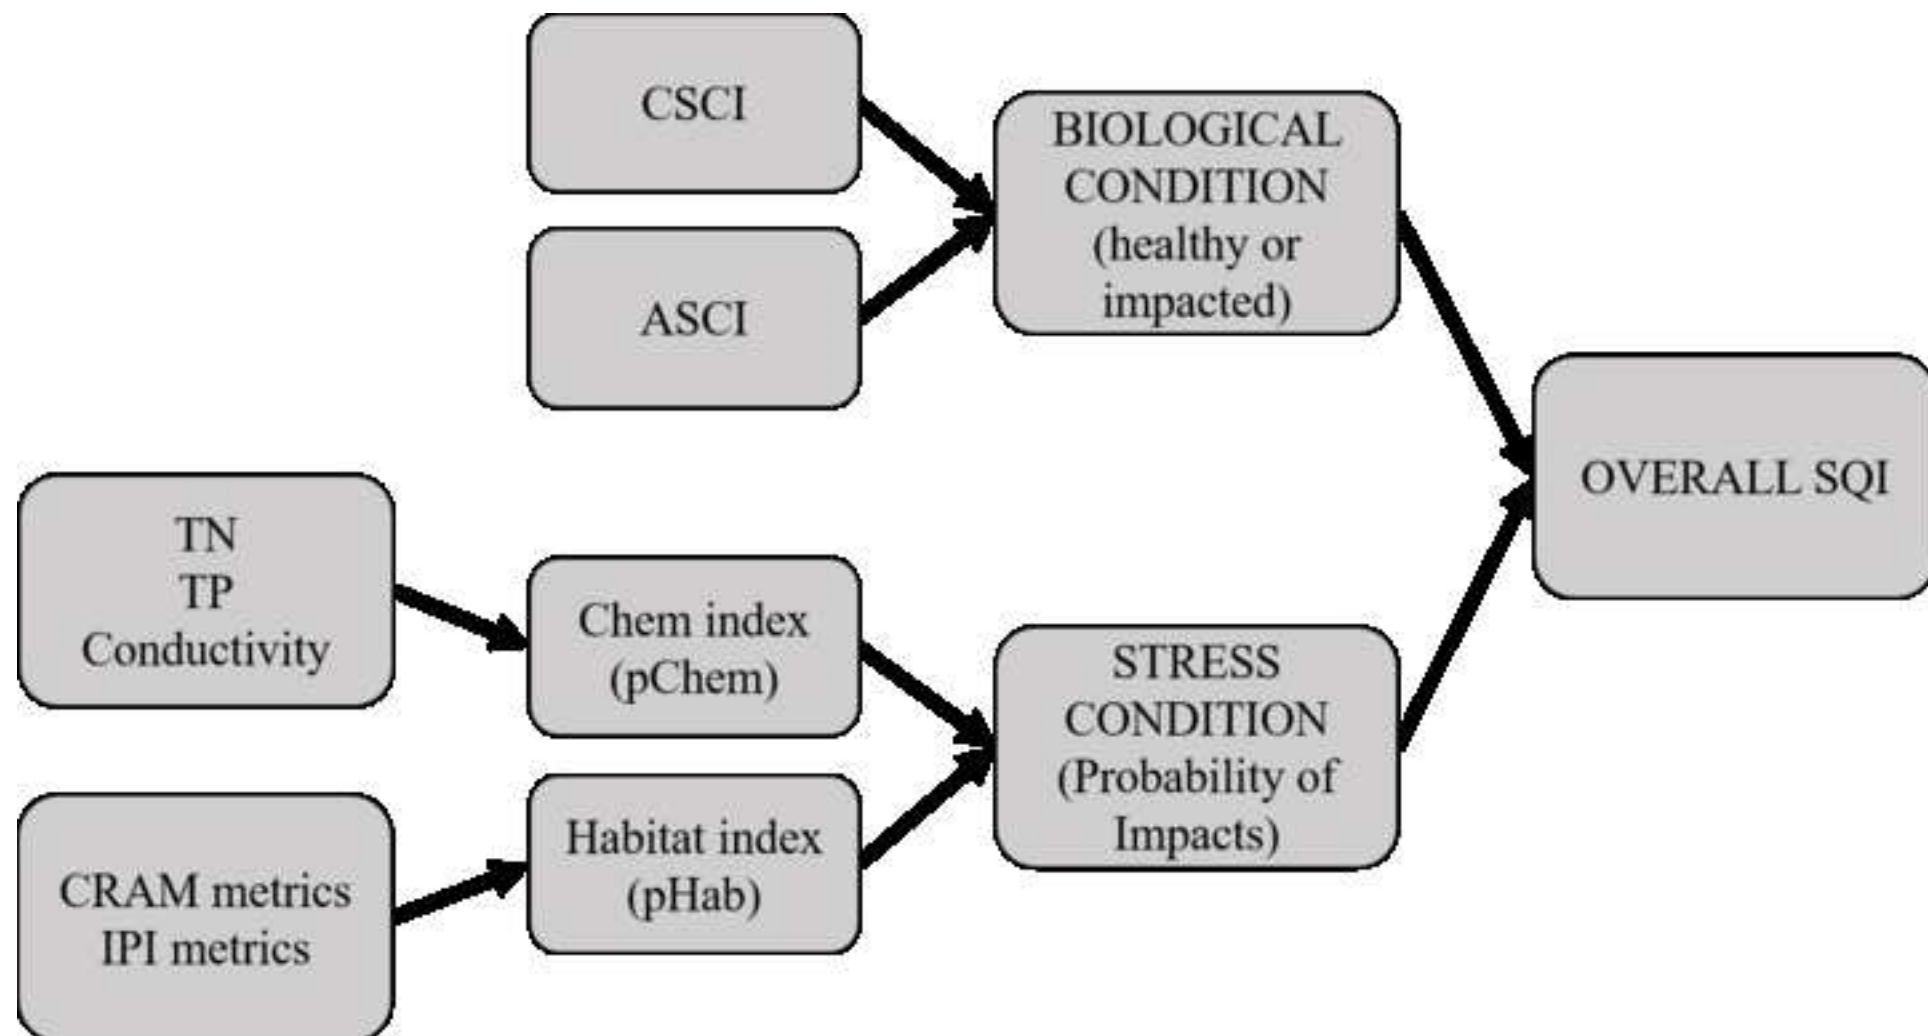 CSCI
ASCI
BIOLOGICAL
CONDITION
(healthy or
impacted)
OVERALL SQI
TN
TP
Conductivity
Chem index
(pChem)
STRESS
CONDITION
(Probability of
Impacts)
CRAM metrics
IPI metrics
Habitat index
(pHab)